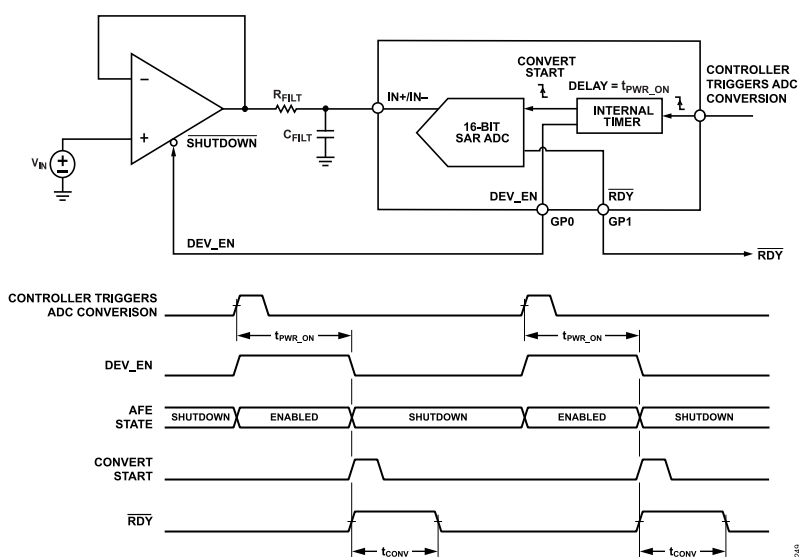 CONVERT
START
DELAY = tPWR_ON
CONTROLLER
TRIGGERS ADC
CONVERSION
RFILT
IN+/IN–
INTERNAL
TIMER
16-BIT
SAR ADC
CFILT
VIN
SHUTDOWN
DEV_EN
RDY
GP0
GP1
DEV_EN
RDY
CONTROLLER TRIGGERS
ADC CONVERISON
tPWR_ON
tPWR_ON
DEV_EN
AFE
STATE
SHUTDOWN
ENABLED
SHUTDOWN
ENABLED
SHUTDOWN
CONVERT
START
RDY
tCONV
tCONV
249